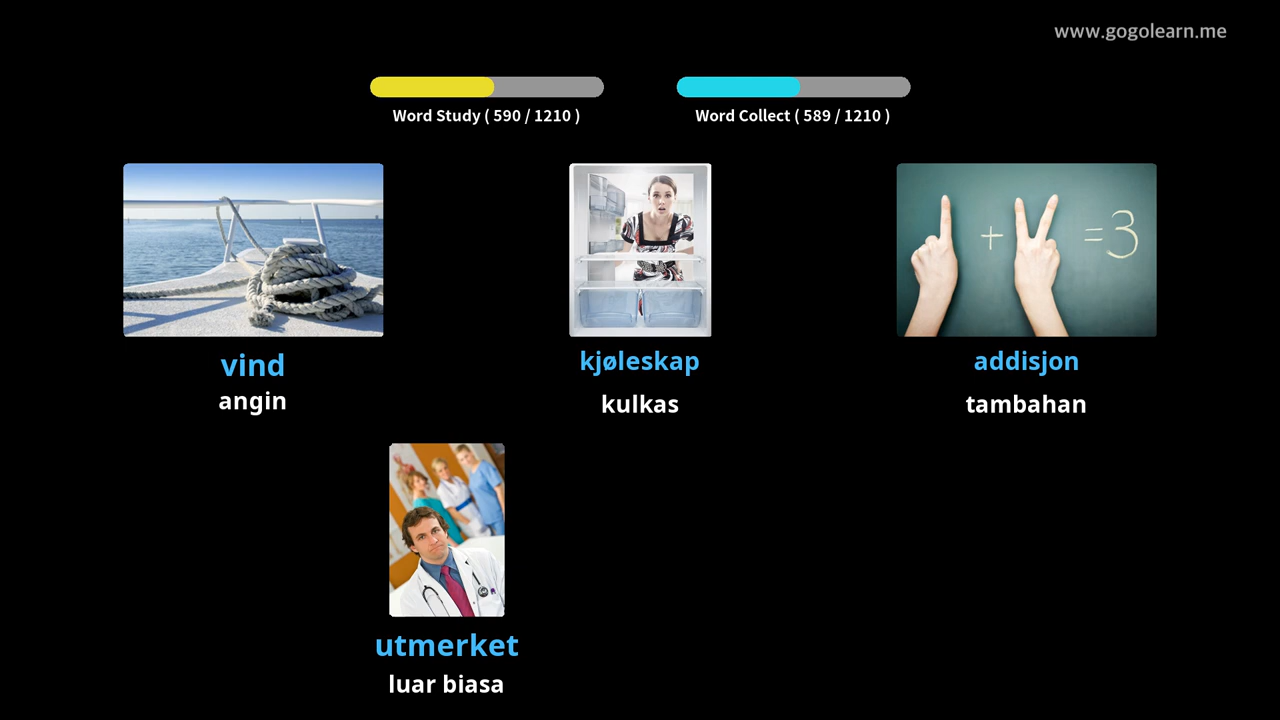 www.gogolearn.me
Word Study ( 590 / 1210 )
Word Collect ( 589 / 1210 )
vind
angin
kjøleskap
kulkas
addisjon
tambahan
+ = 3
utmerket
luar biasa